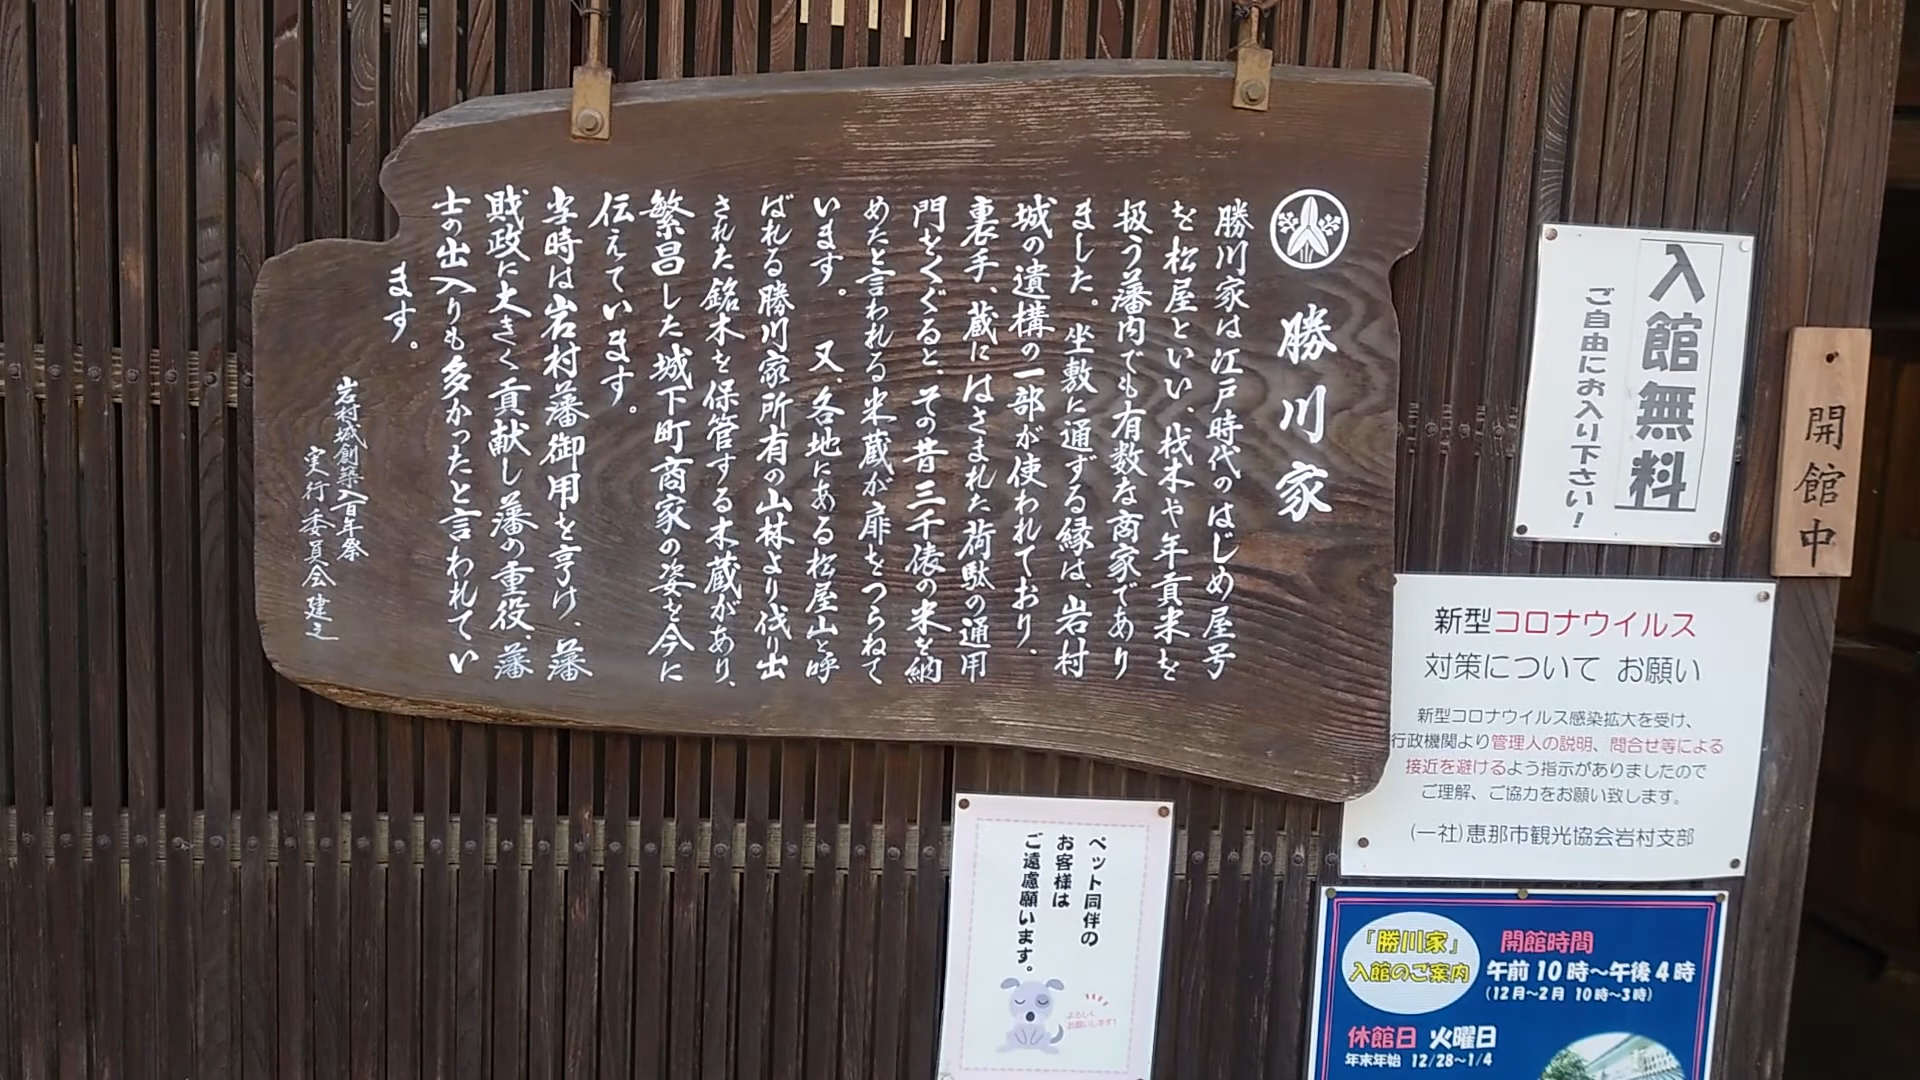 勝川家
勝川家は江戸時代のはじめ屋号
を松屋といい、材木や年貢米を
扱う藩内でも有数な商家であり
ました。坐敷に通ずる縁は、岩村
城の遺構の一部が使われており、
裏手、蔵にはさまれた荷駄の通用
門をくぐると、その昔三千俵の米を納
めたと言われる米蔵が扉をつらねて
います。又、各地にある松屋山と呼
ばれる勝川家所有の山林より伐り出
された銘木を保管する木蔵があり、
繁昌した城下町商家の姿を今に
伝えています。
当時は岩村藩御用を享け、藩
財政に大きく貢献し藩の重役、藩
士の出入りも多かったと言われてい
ます。
岩村城創築八百年祭
実行委員会建之
入館無料
ご自由にお入り下さい!
開館中
新型コロナウイルス
対策について お願い
新型コロナウイルス感染拡大を受け、
行政機関より管理人の説明、問合せ等による
接近を避けるよう指示がありましたので
ご理解、ご協力をお願い致します。
(一社)恵那市観光協会岩村支部
ペット同伴の
お客様は
ご遠慮願います。
よろしく
お願いします!
「勝川家」
入館のご案内
開館時間
午前10時~午後4時
(12月~2月 10時~3時)
休館日 火曜日
年末年始 12/28~1/4